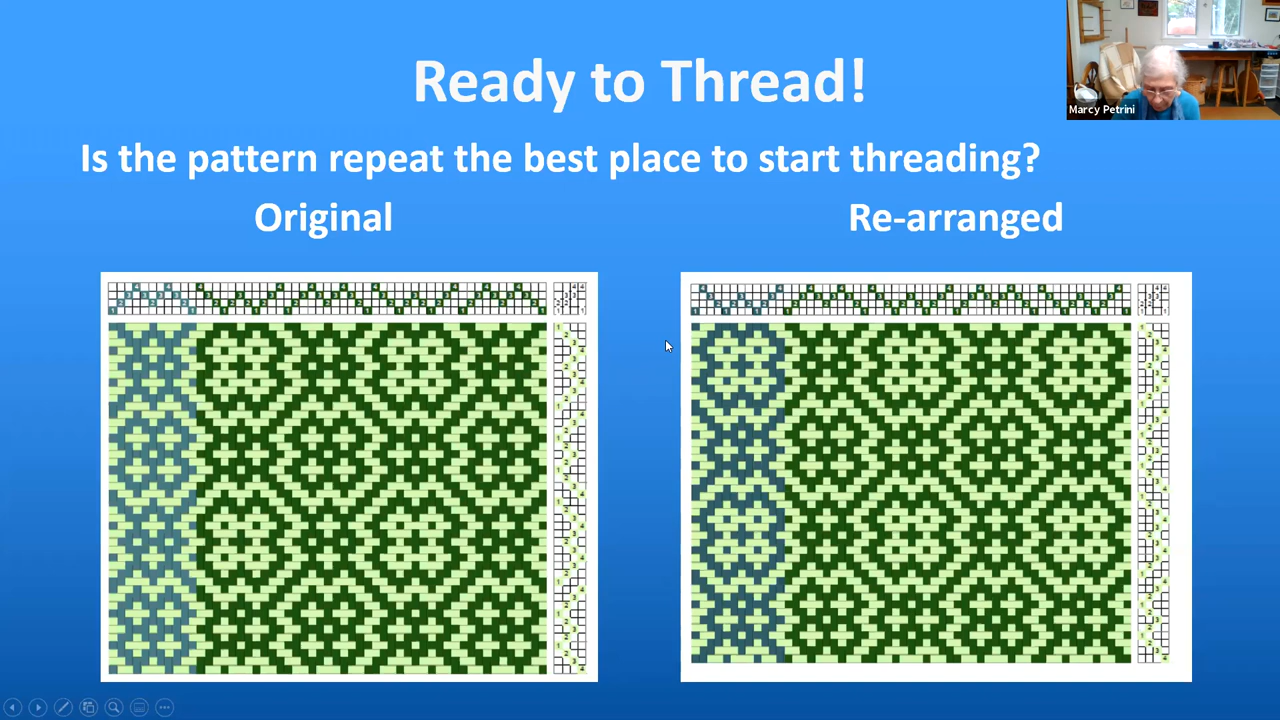 Ready to Thread!
Marcy Petrini
Is the pattern repeat the best place to start threading?
Original
Re-arranged